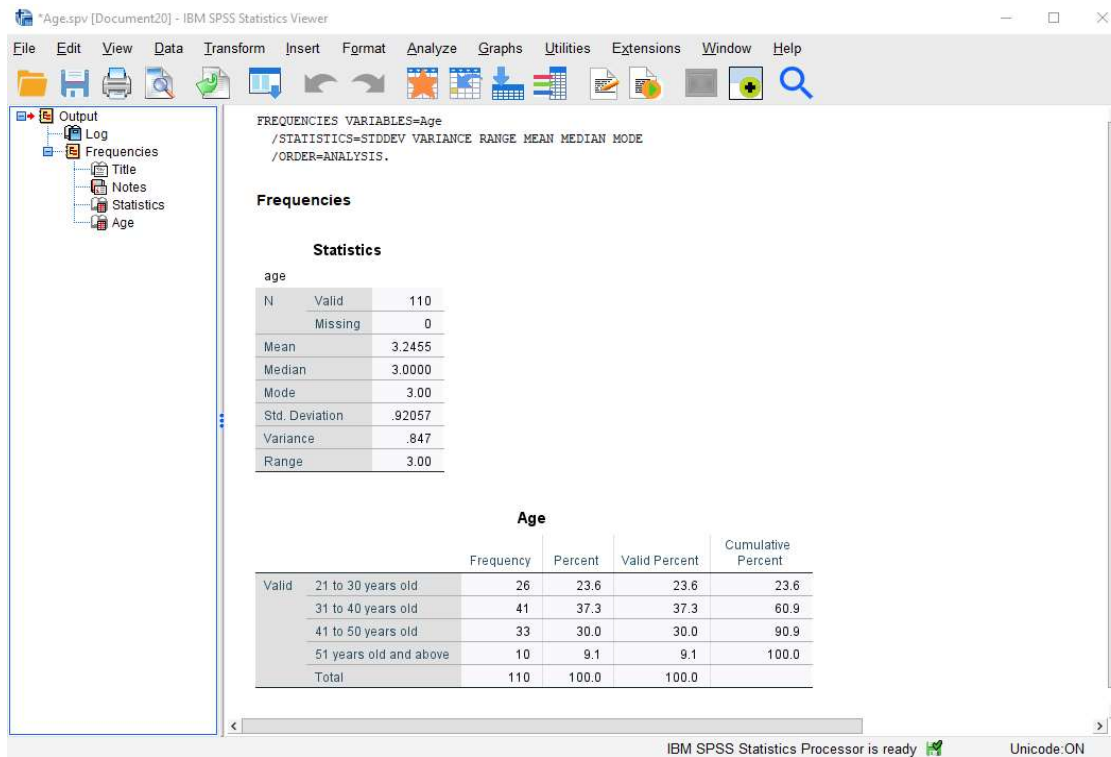 *Age.spv [Document20] - IBM SPSS Statistics Viewer
File Edit View Data Transform Insert Format Analyze Graphs Utilities Extensions Window Help
Output
Log
Frequencies
Title
Notes
Statistics
Age
FREQUENCIES VARIABLES=Age
/STATISTICS=STDDEV VARIANCE RANGE MEAN MEDIAN MODE
/ORDER=ANALYSIS.
Frequencies
Statistics
age
N Valid 110
Missing 0
Mean 3.2455
Median 3.0000
Mode 3.00
Std. Deviation .92057
Variance .847
Range 3.00
Age
Frequency Percent Valid Percent Cumulative Percent
Valid 21 to 30 years old 26 23.6 23.6 23.6
31 to 40 years old 41 37.3 37.3 60.9
41 to 50 years old 33 30.0 30.0 90.9
51 years old and above 10 9.1 9.1 100.0
Total 110 100.0 100.0
IBM SPSS Statistics Processor is ready Unicode:ON